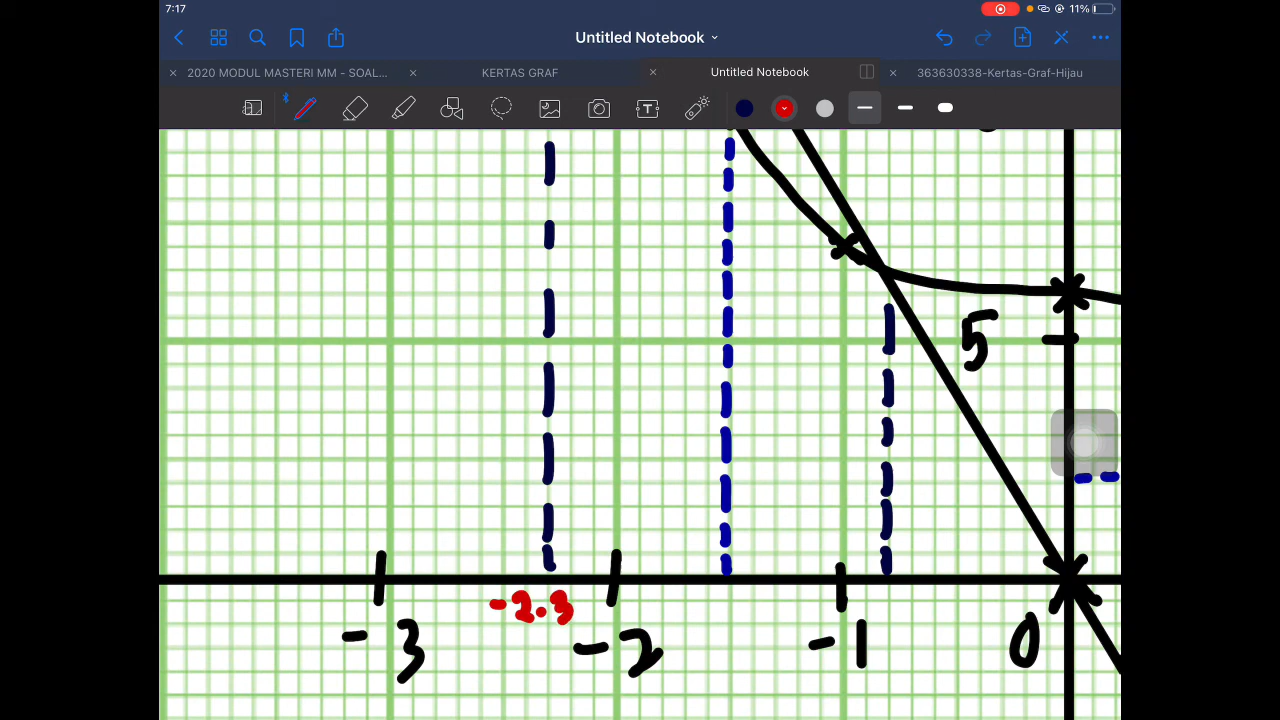 7:17
11%
Untitled Notebook
2020 MODUL MASTERI MM - SOAL...
KERTAS GRAF
Untitled Notebook
363630338-Kertas-Graf-Hijau
T
5
-2.3
-3
-2
-1
0